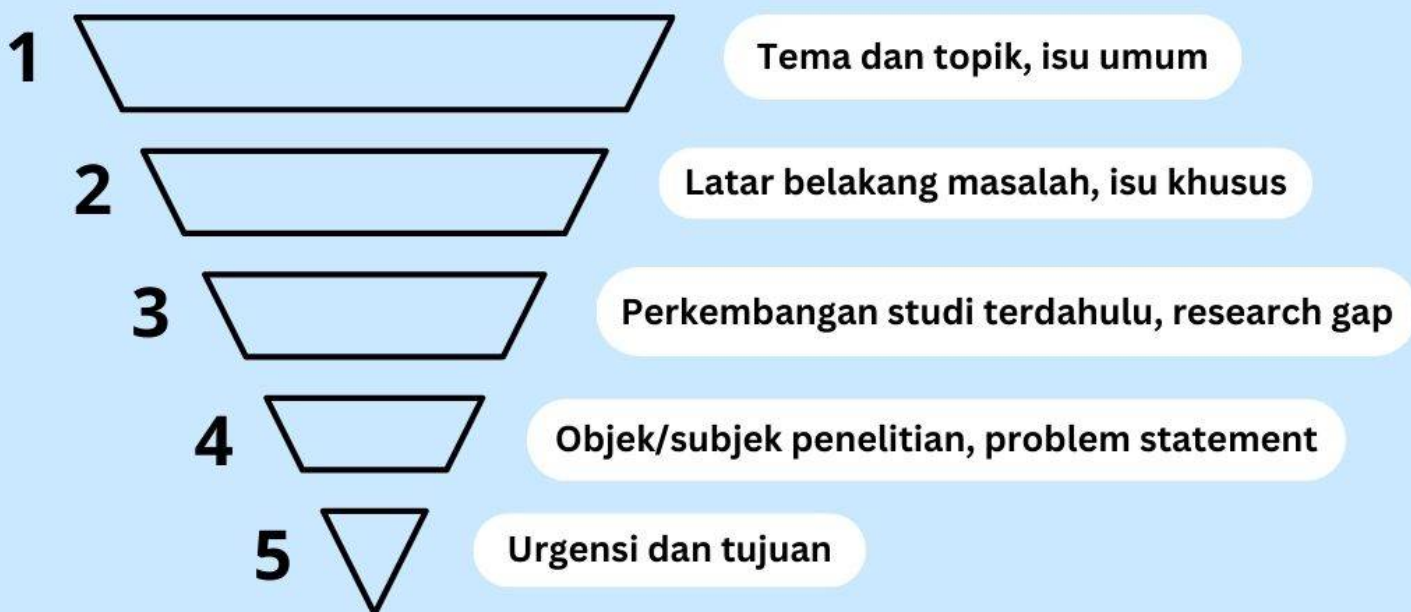 1
Tema dan topik, isu umum
2
Latar belakang masalah, isu khusus
3
Perkembangan studi terdahulu, research gap
4
Objek/subjek penelitian, problem statement
5
Urgensi dan tujuan